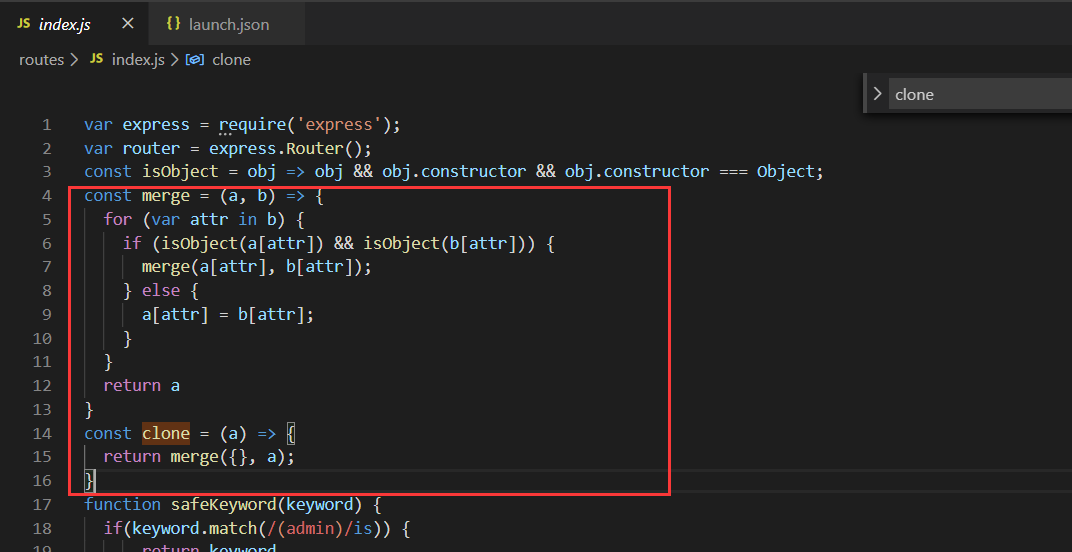 JS index.js ×
{} launch.json
routes > JS index.js > clone
> clone
1 var express = require('express');
2 var router = express.Router();
3 const isObject = obj => obj && obj.constructor && obj.constructor === Object;
4 const merge = (a, b) => {
5 for (var attr in b) {
6 if (isObject(a[attr]) && isObject(b[attr])) {
7 merge(a[attr], b[attr]);
8 } else {
9 a[attr] = b[attr];
10 }
11 }
12 return a
13 }
14 const clone = (a) => {
15 return merge({}, a);
16 }
17 function safeKeyword(keyword) {
18 if(keyword.match(/(admin)/is)) {
19 return keyword